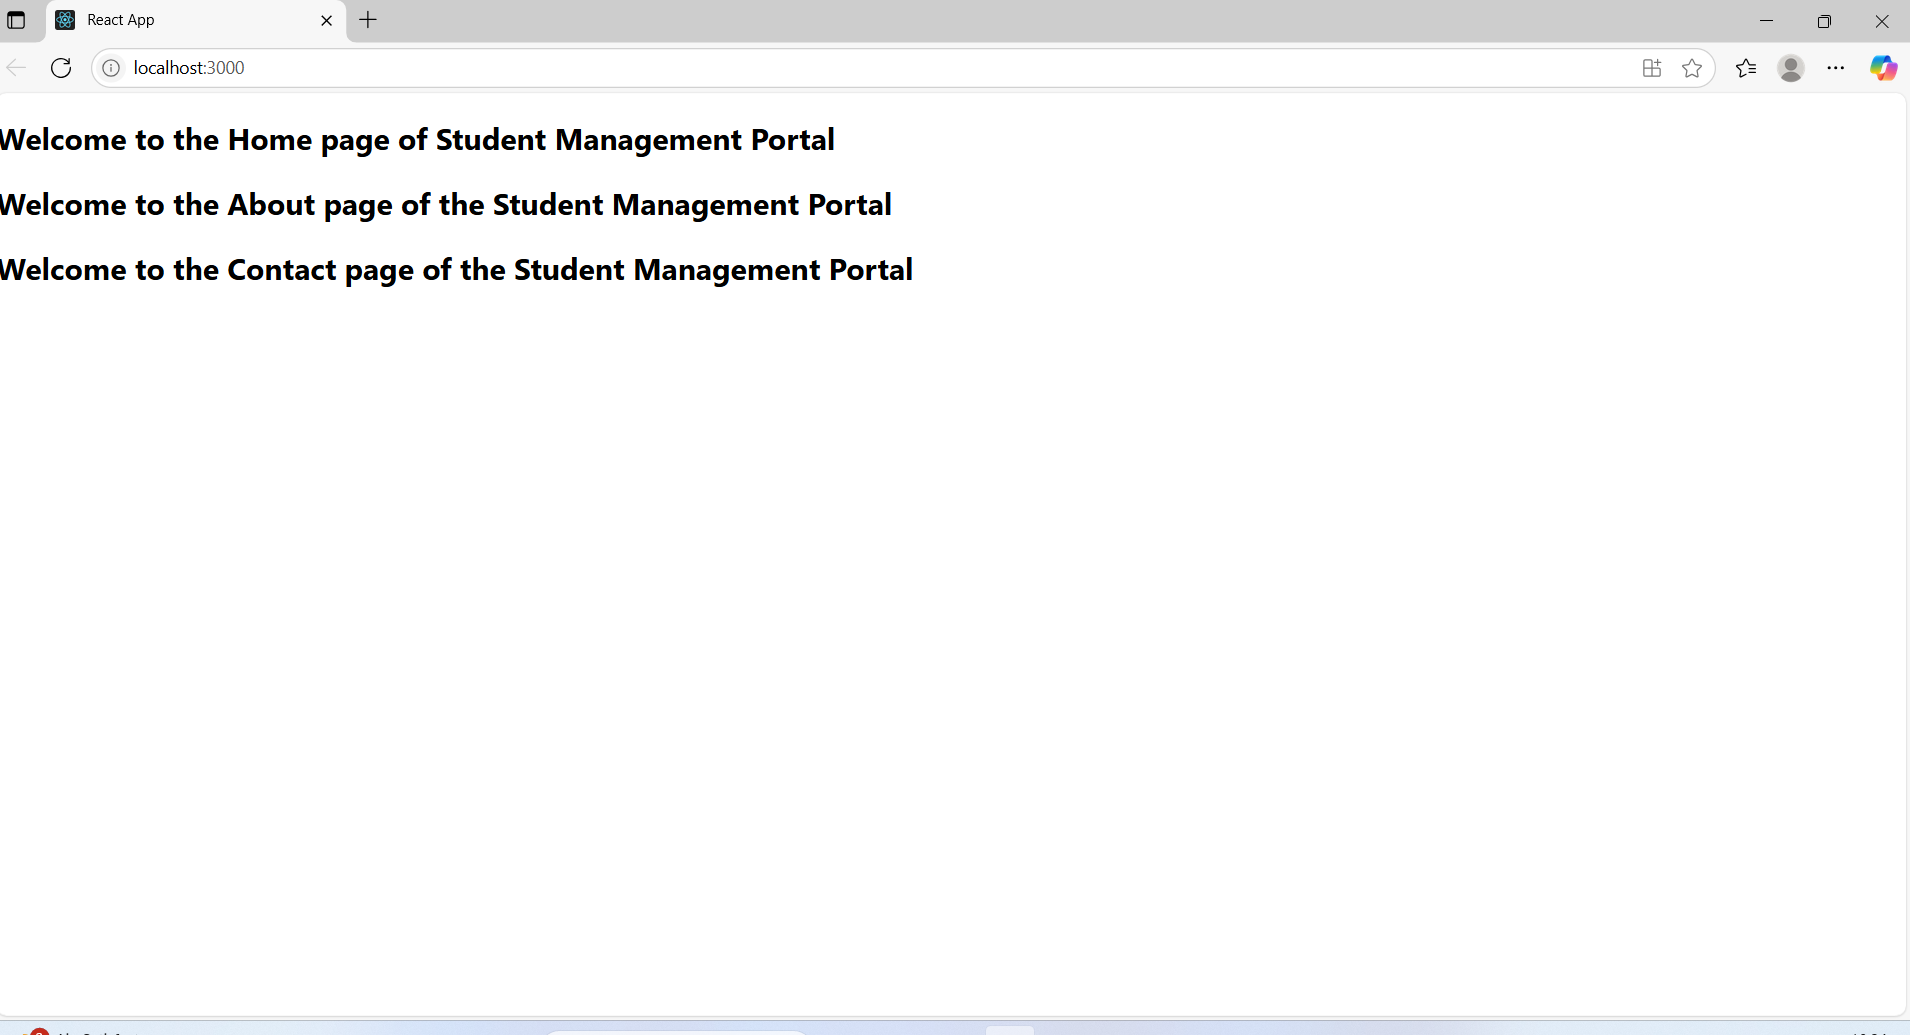 React App
localhost:3000
Welcome to the Home page of Student Management Portal
Welcome to the About page of the Student Management Portal
Welcome to the Contact page of the Student Management Portal